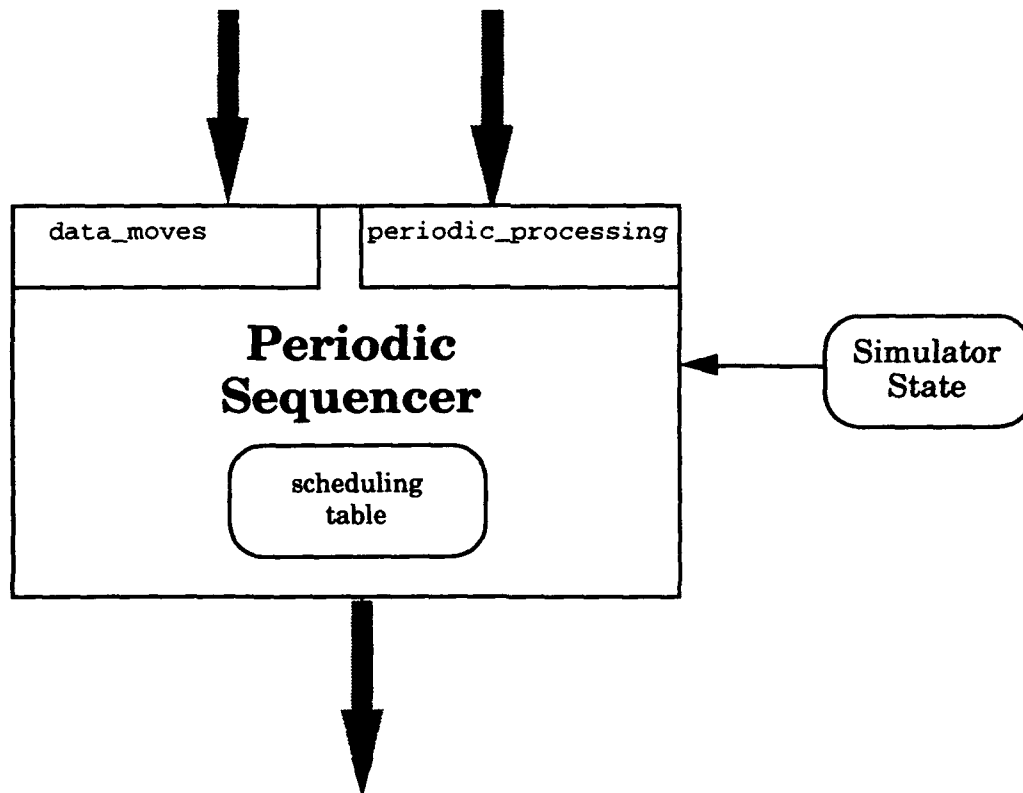 data_moves
periodic_processing
Periodic
Sequencer
Simulator
State
scheduling
table